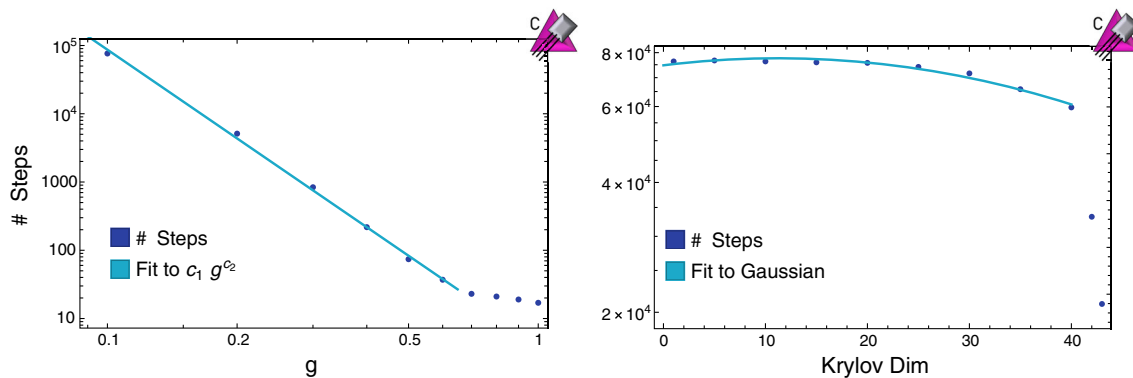 C
10^5
10^4
1000
100
10
# Steps
# Steps
Fit to c_1 g^{c_2}
0.1 0.2 0.5 1
g
C
8 × 10^4
6 × 10^4
4 × 10^4
2 × 10^4
# Steps
Fit to Gaussian
0 10 20 30 40
Krylov Dim